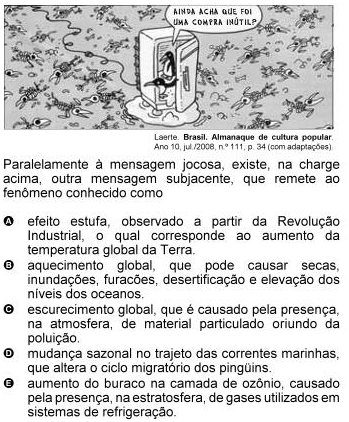 AINDA ACHA QUE FOI
UMA COMPRA INÚTIL?
Laerte. Brasil. Almanaque de cultura popular.
Ano 10, jul./2008, n.º 111, p. 34 (com adaptações).
Paralelamente à mensagem jocosa, existe, na charge
acima, outra mensagem subjacente, que remete ao
fenômeno conhecido como
A efeito estufa, observado a partir da Revolução
Industrial, o qual corresponde ao aumento da
temperatura global da Terra.
B aquecimento global, que pode causar secas,
inundações, furacões, desertificação e elevação dos
níveis dos oceanos.
C escurecimento global, que é causado pela presença,
na atmosfera, de material particulado oriundo da
poluição.
D mudança sazonal no trajeto das correntes marinhas,
que altera o ciclo migratório dos pingüins.
E aumento do buraco na camada de ozônio, causado
pela presença, na estratosfera, de gases utilizados em
sistemas de refrigeração.